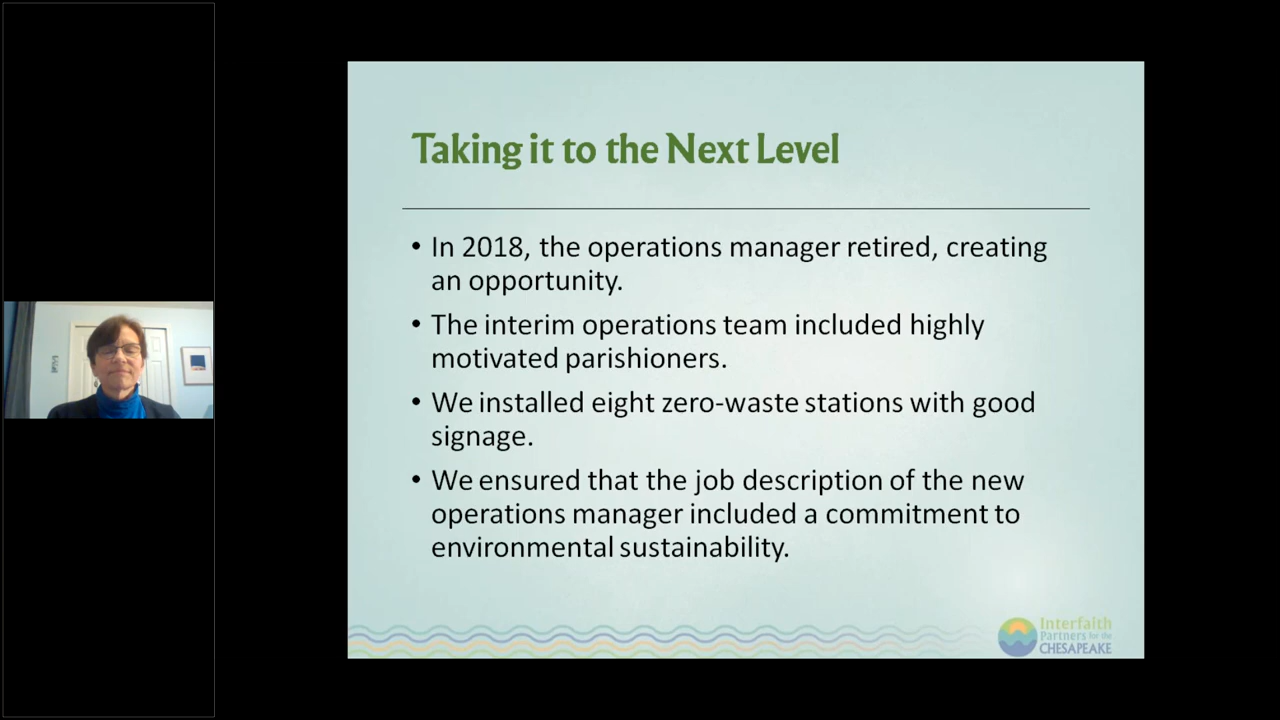 Taking it to the Next Level
• In 2018, the operations manager retired, creating
an opportunity.
• The interim operations team included highly
motivated parishioners.
• We installed eight zero-waste stations with good
signage.
• We ensured that the job description of the new
operations manager included a commitment to
environmental sustainability.
Interfaith
Partners for the
CHESAPEAKE